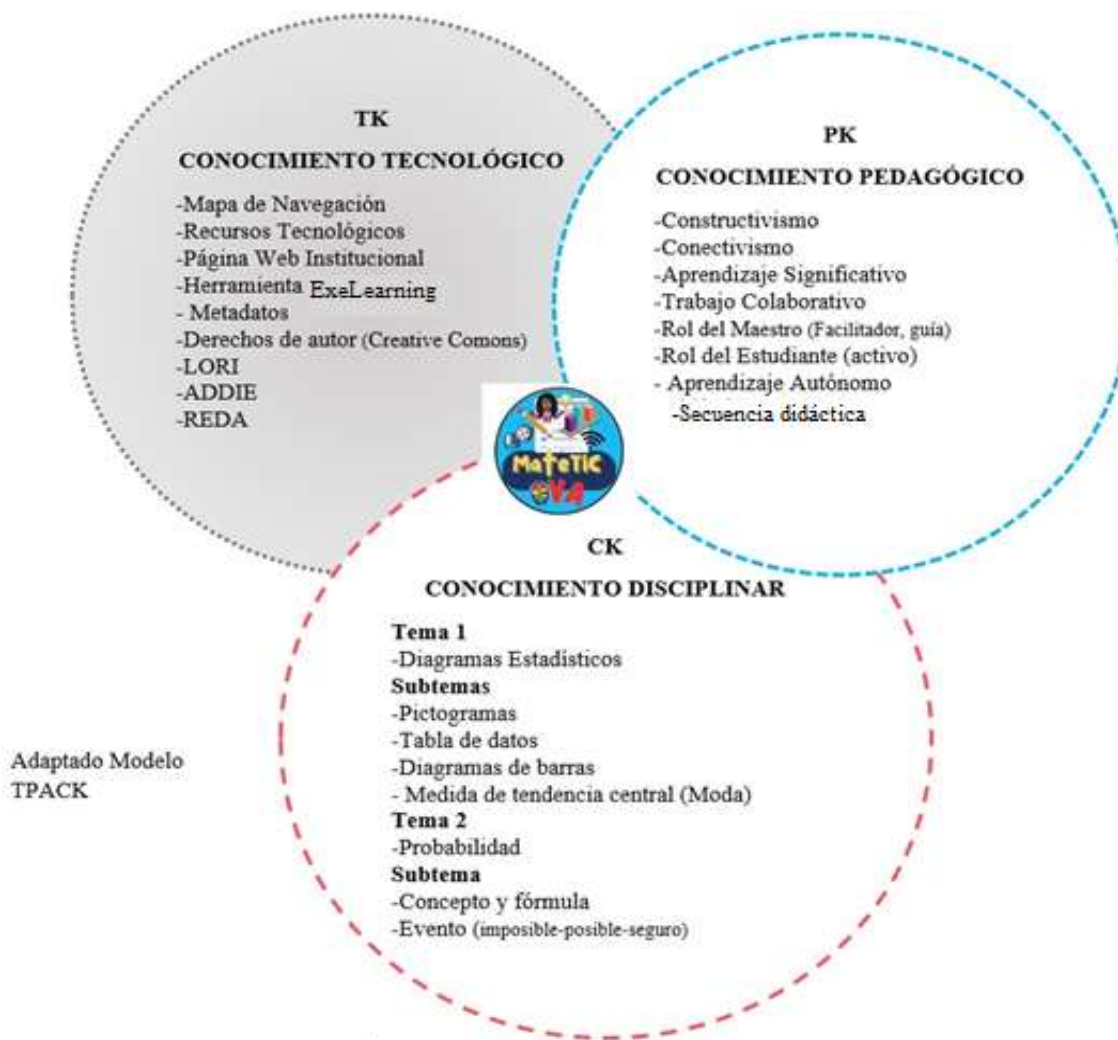 TK
CONOCIMIENTO TECNOLÓGICO
-Mapa de Navegación
-Recursos Tecnológicos
-Página Web Institucional
-Herramienta ExeLearning
- Metadatos
-Derechos de autor (Creative Comons)
-LORI
-ADDIE
-REDA
PK
CONOCIMIENTO PEDAGÓGICO
-Constructivismo
-Conectivismo
-Aprendizaje Significativo
-Trabajo Colaborativo
-Rol del Maestro (Facilitador, guía)
-Rol del Estudiante (activo)
- Aprendizaje Autónomo
-Secuencia didáctica
MaTeTIC
OVA
CK
CONOCIMIENTO DISCIPLINAR
Tema 1
-Diagramas Estadísticos
Subtemas
-Pictogramas
-Tabla de datos
-Diagramas de barras
- Medida de tendencia central (Moda)
Tema 2
-Probabilidad
Subtema
-Concepto y fórmula
-Evento (imposible-posible-seguro)
Adaptado Modelo
TPACK